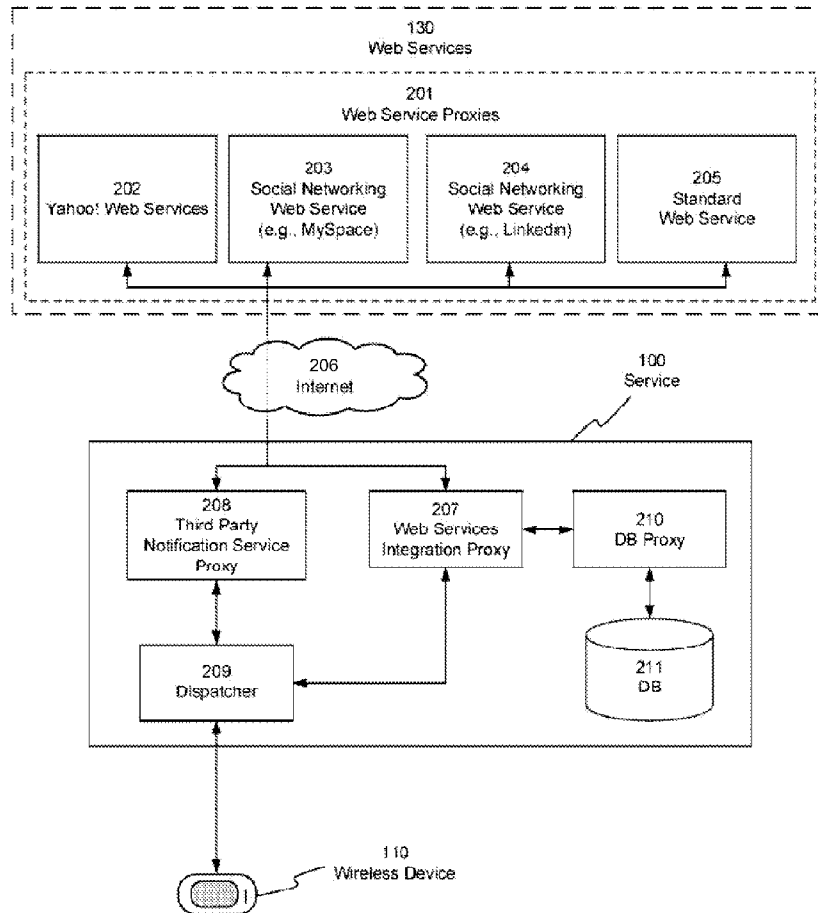 130
Web Services
201
Web Service Proxies
202
Yahoo! Web Services
203
Social Networking
Web Service
(e.g., MySpace)
204
Social Networking
Web Service
(e.g., Linkedin)
205
Standard
Web Service
206
Internet
100
Service
208
Third Party
Notification Service
Proxy
207
Web Services
Integration Proxy
210
DB Proxy
209
Dispatcher
211
DB
110
Wireless Device